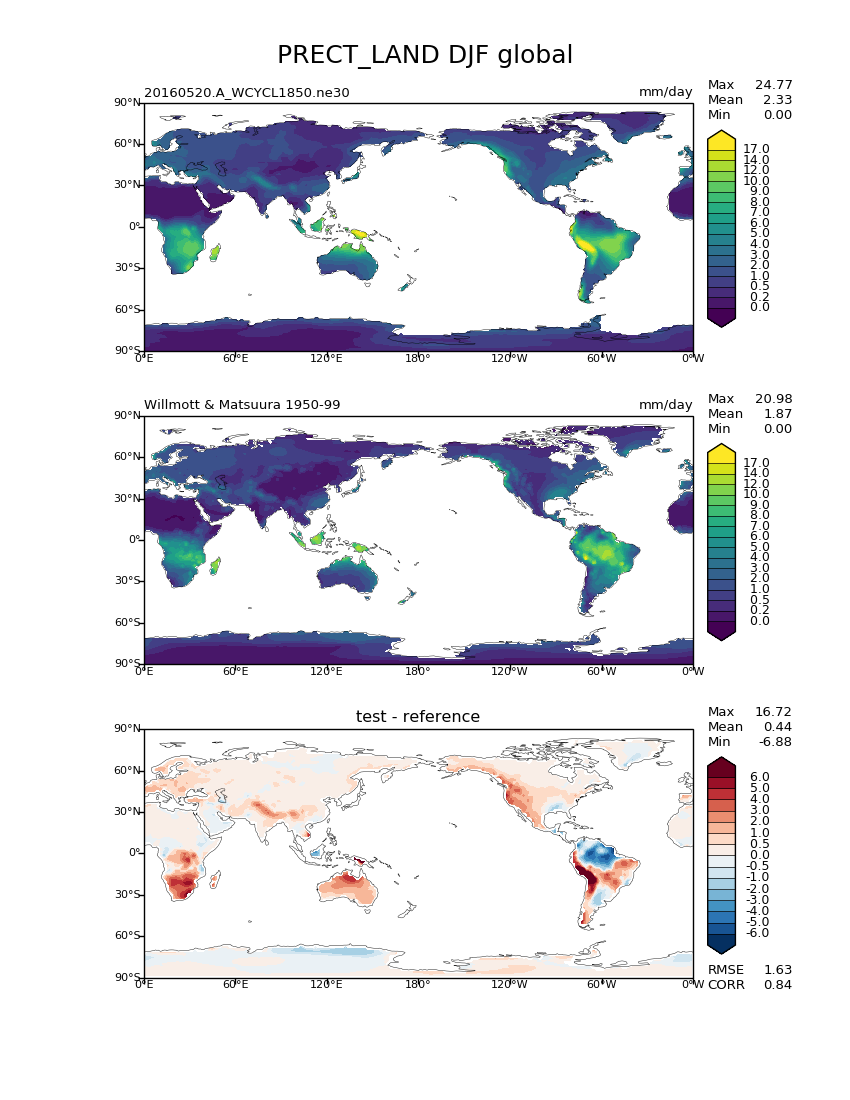 PRECT_LAND DJF global
20160520.A_WCYCL1850.ne30
mm/day
Max 24.77
Mean 2.33
Min 0.00
90°N
60°N
30°N
0°
30°S
60°S
90°S
0°E 60°E 120°E 180° 120°W 60°W 0°W
17.0
14.0
12.0
10.0
9.0
8.0
7.0
6.0
5.0
4.0
3.0
2.0
1.0
0.5
0.2
0.0
Willmott & Matsuura 1950-99
mm/day
Max 20.98
Mean 1.87
Min 0.00
90°N
60°N
30°N
0°
30°S
60°S
90°S
0°E 60°E 120°E 180° 120°W 60°W 0°W
17.0
14.0
12.0
10.0
9.0
8.0
7.0
6.0
5.0
4.0
3.0
2.0
1.0
0.5
0.2
0.0
test - reference
Max 16.72
Mean 0.44
Min -6.88
90°N
60°N
30°N
0°
30°S
60°S
90°S
0°E 60°E 120°E 180° 120°W 60°W 0°W
6.0
5.0
4.0
3.0
2.0
1.0
0.5
0.0
-0.5
-1.0
-2.0
-3.0
-4.0
-5.0
-6.0
RMSE 1.63
CORR 0.84